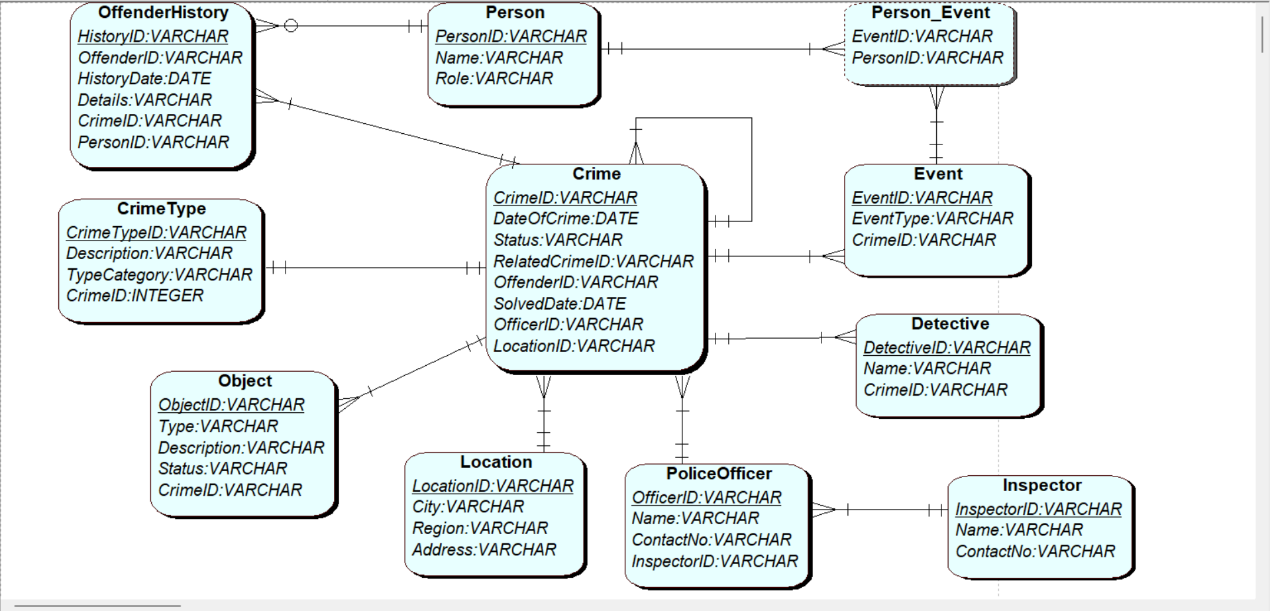 OffenderHistory
HistoryID:VARCHAR
OffenderID:VARCHAR
HistoryDate:DATE
Details:VARCHAR
CrimeID:VARCHAR
PersonID:VARCHAR
Person
PersonID:VARCHAR
Name:VARCHAR
Role:VARCHAR
Person_Event
EventID:VARCHAR
PersonID:VARCHAR
CrimeType
CrimeTypeID:VARCHAR
Description:VARCHAR
TypeCategory:VARCHAR
CrimeID:INTEGER
Crime
CrimeID:VARCHAR
DateOfCrime:DATE
Status:VARCHAR
RelatedCrimeID:VARCHAR
OffenderID:VARCHAR
SolvedDate:DATE
OfficerID:VARCHAR
LocationID:VARCHAR
Event
EventID:VARCHAR
EventType:VARCHAR
CrimeID:VARCHAR
Detective
DetectiveID:VARCHAR
Name:VARCHAR
CrimeID:VARCHAR
Object
ObjectID:VARCHAR
Type:VARCHAR
Description:VARCHAR
Status:VARCHAR
CrimeID:VARCHAR
Location
LocationID:VARCHAR
City:VARCHAR
Region:VARCHAR
Address:VARCHAR
PoliceOfficer
OfficerID:VARCHAR
Name:VARCHAR
ContactNo:VARCHAR
InspectorID:VARCHAR
Inspector
InspectorID:VARCHAR
Name:VARCHAR
ContactNo:VARCHAR